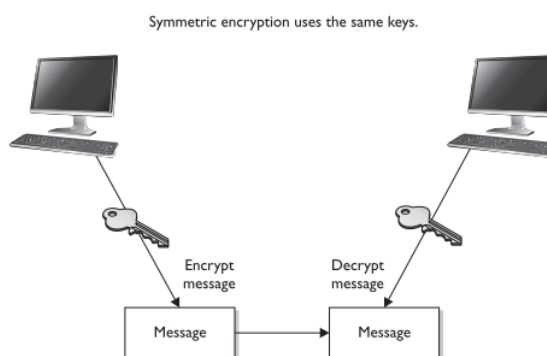 Symmetric encryption uses the same keys.
Encrypt
message
Decrypt
message
Message
Message